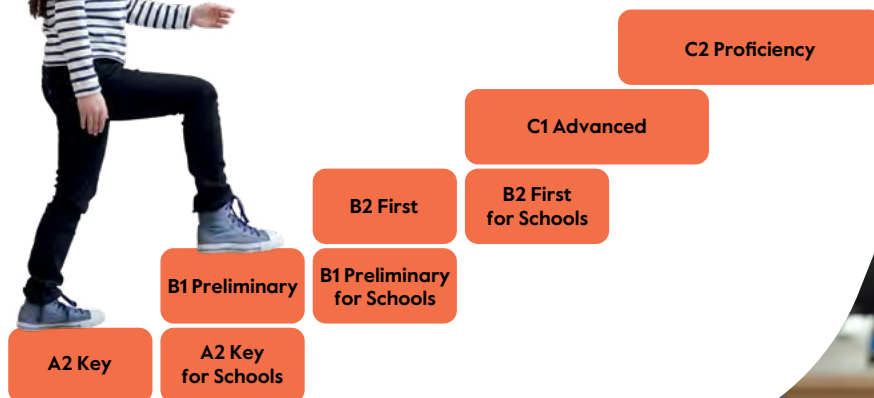 C2 Proficiency
C1 Advanced
B2 First
B2 First
for Schools
B1 Preliminary
B1 Preliminary
for Schools
A2 Key
A2 Key
for Schools